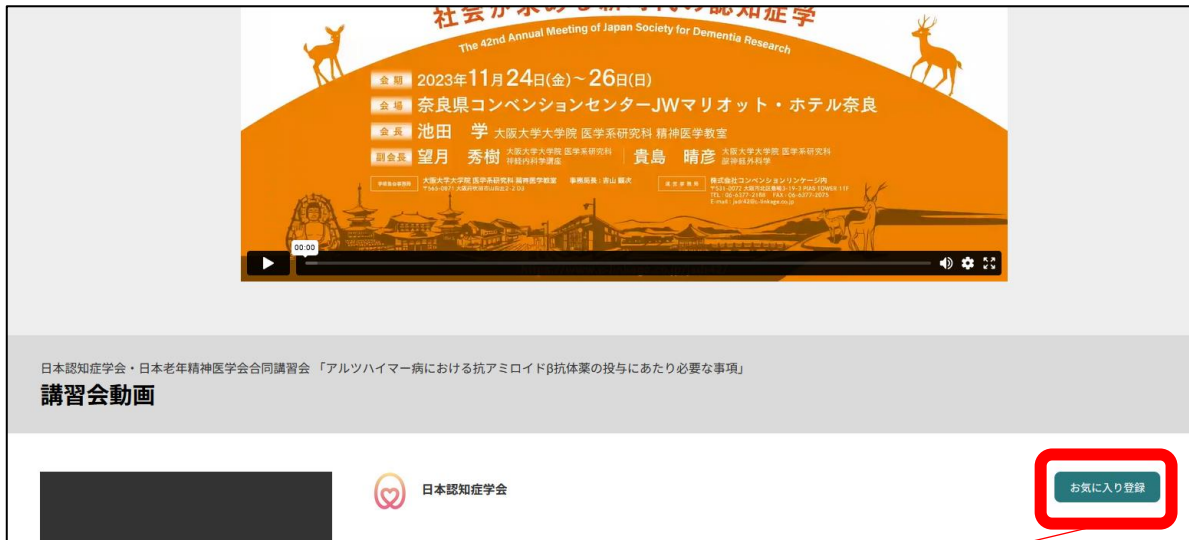 The 42nd Annual Meeting of Japan Society for Dementia Research
会期 2023年11月24日(金)~26日(日)
会場 奈良県コンベンションセンターJWマリオット・ホテル奈良
会長 池田 学 大阪大学大学院 医学系研究科 精神医学教室
副会長 望月 秀樹 大阪大学大学院 医学系研究科 神経内科学講座 貴島 晴彦 大阪大学大学院 医学系研究科 脳神経外科学
00:00
日本認知症学会・日本老年精神医学会合同講習会 「アルツハイマー病における抗アミロイドβ抗体薬の投与にあたり必要な事項」
講習会動画
日本認知症学会
お気に入り登録